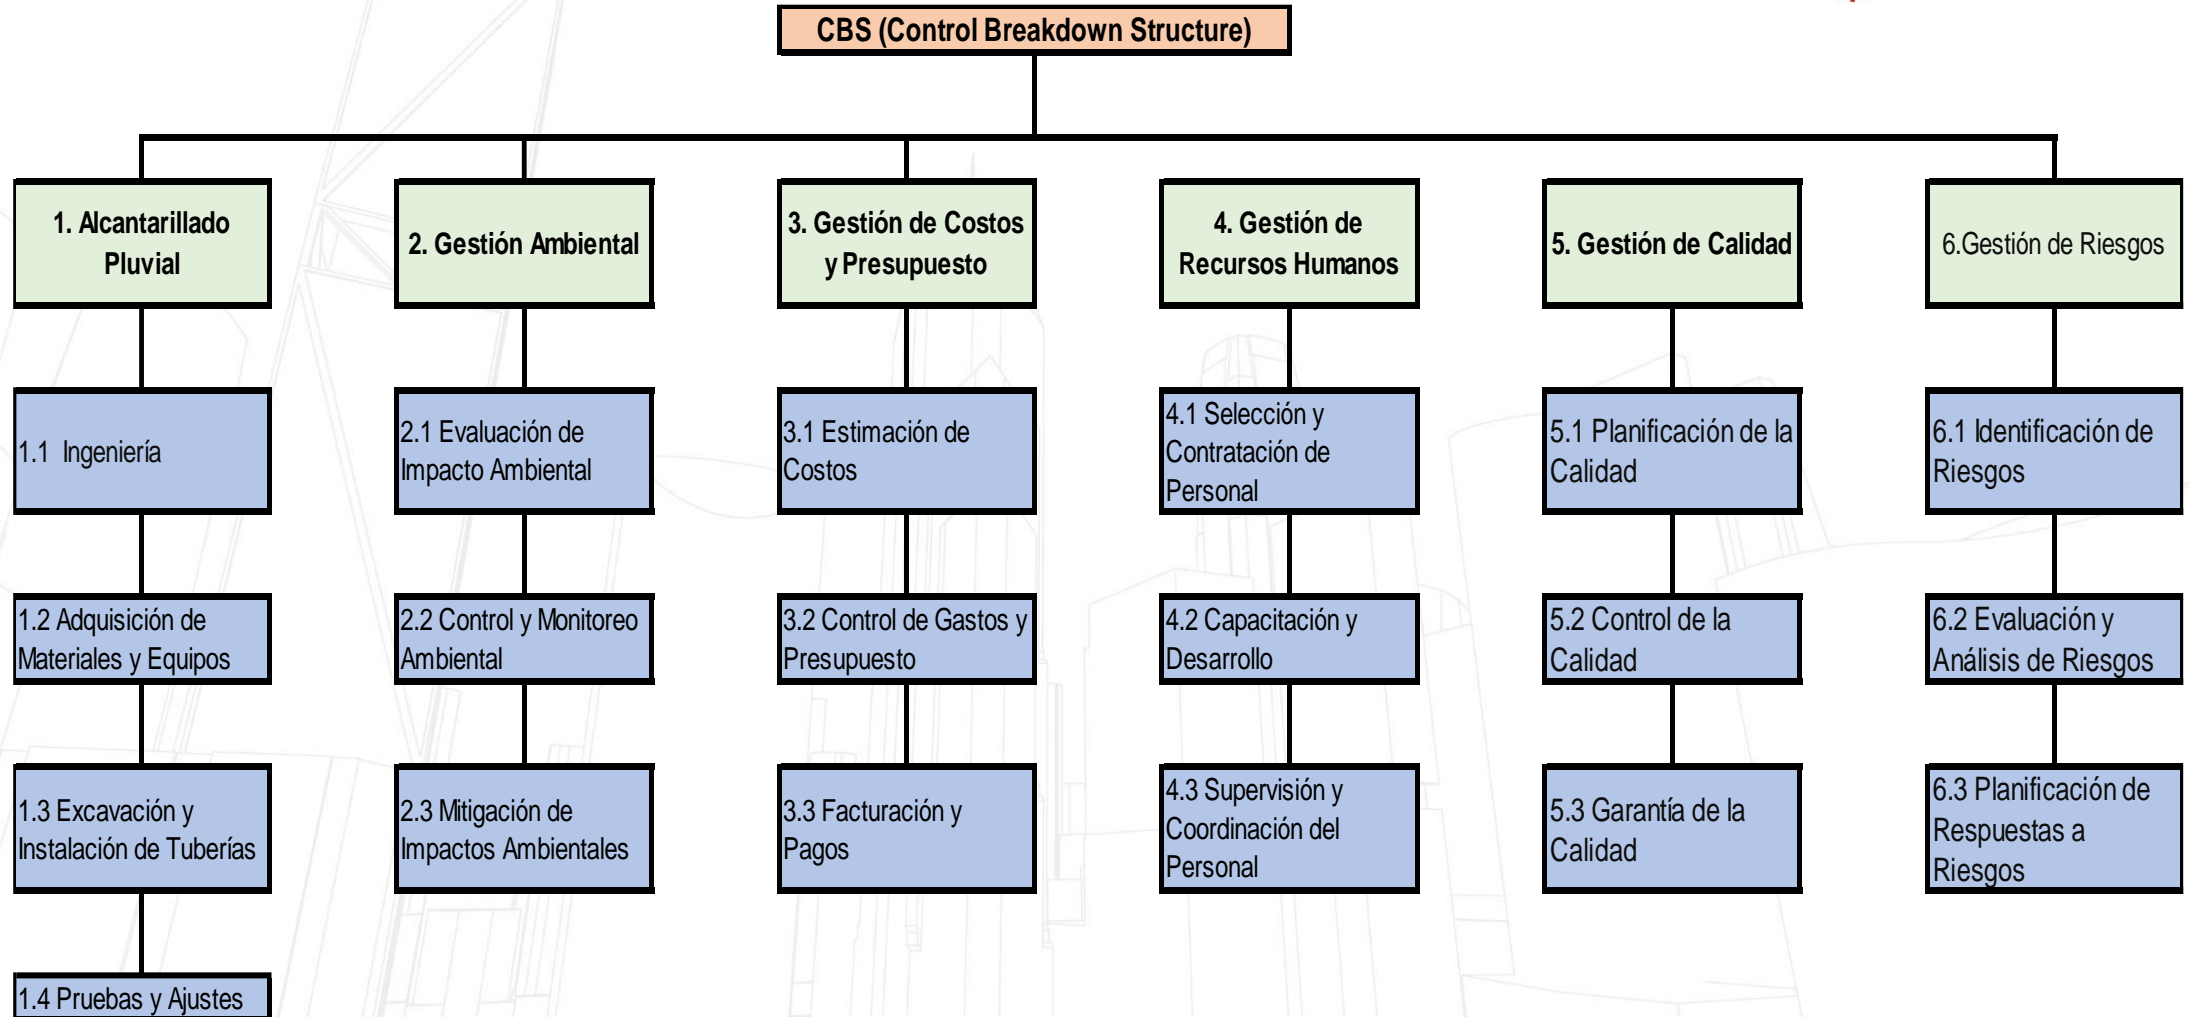 CBS (Control Breakdown Structure)
1. Alcantarillado
Pluvial
2. Gestión Ambiental
3. Gestión de Costos
y Presupuesto
4. Gestión de
Recursos Humanos
5. Gestión de Calidad
6.Gestión de Riesgos
1.1 Ingeniería
2.1 Evaluación de
Impacto Ambiental
3.1 Estimación de
Costos
4.1 Selección y
Contratación de
Personal
5.1 Planificación de la
Calidad
6.1 Identificación de
Riesgos
1.2 Adquisición de
Materiales y Equipos
2.2 Control y Monitoreo
Ambiental
3.2 Control de Gastos y
Presupuesto
4.2 Capacitación y
Desarrollo
5.2 Control de la
Calidad
6.2 Evaluación y
Análisis de Riesgos
1.3 Excavación y
Instalación de Tuberías
2.3 Mitigación de
Impactos Ambientales
3.3 Facturación y
Pagos
4.3 Supervisión y
Coordinación del
Personal
5.3 Garantía de la
Calidad
6.3 Planificación de
Respuestas a
Riesgos
1.4 Pruebas y Ajustes